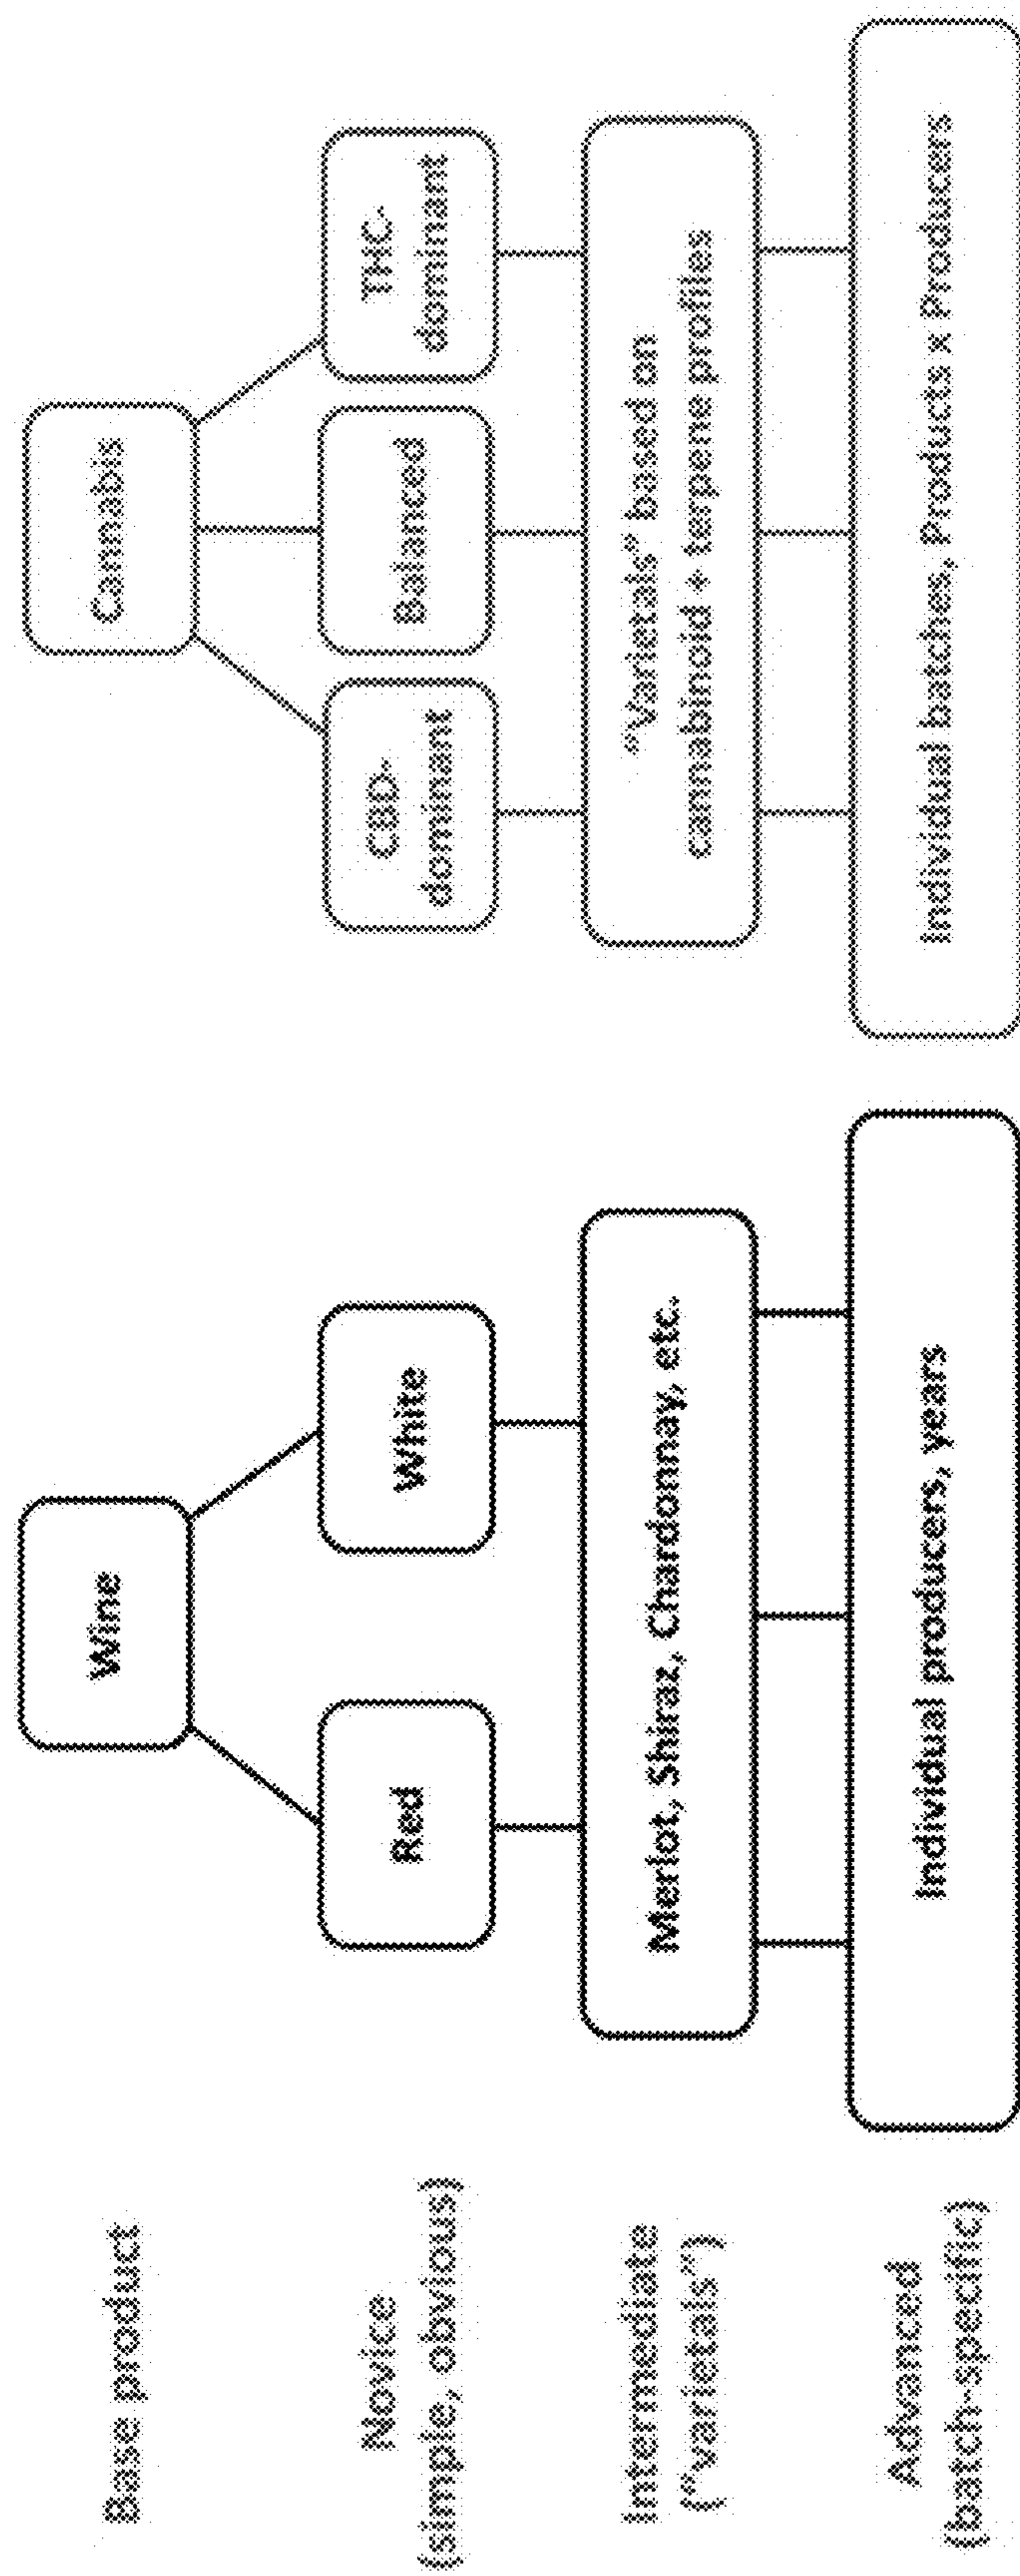 Base product
Wine
Cannabis
Novice
(simple, obvious)
Red
White
CBD-
dominant
Balanced
THC-
dominant
Intermediate
("varietals")
Merlot, Shiraz, Chardonnay, etc.
"Varietals" based on
cannabinoid + terpene profiles
Advanced
(batch-specific)
Individual producers, years
Individual batches, Products x Producers